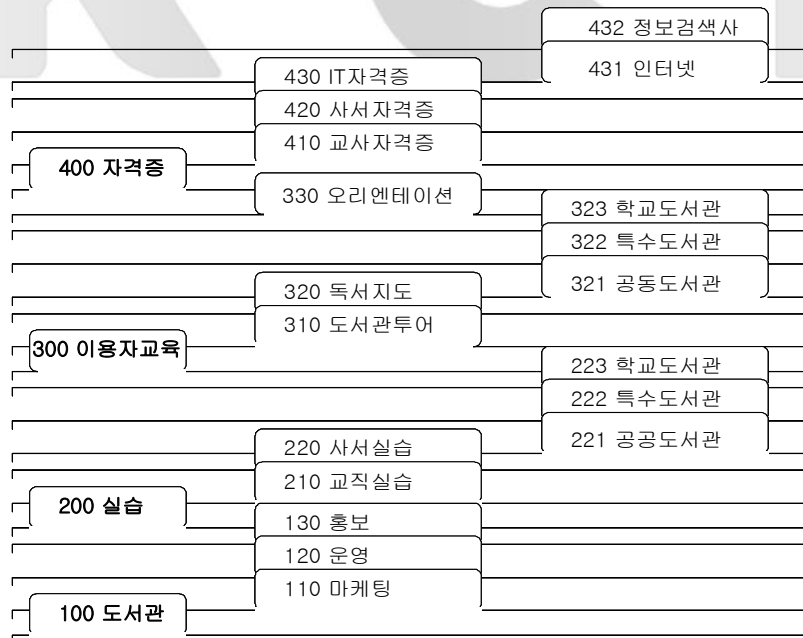 432 정보검색사
431 인터넷
430 IT자격증
420 사서자격증
410 교사자격증
400 자격증
330 오리엔테이션
323 학교도서관
322 특수도서관
321 공동도서관
320 독서지도
310 도서관투어
300 이용자교육
223 학교도서관
222 특수도서관
221 공공도서관
220 사서실습
210 교직실습
200 실습
130 홍보
120 운영
110 마케팅
100 도서관